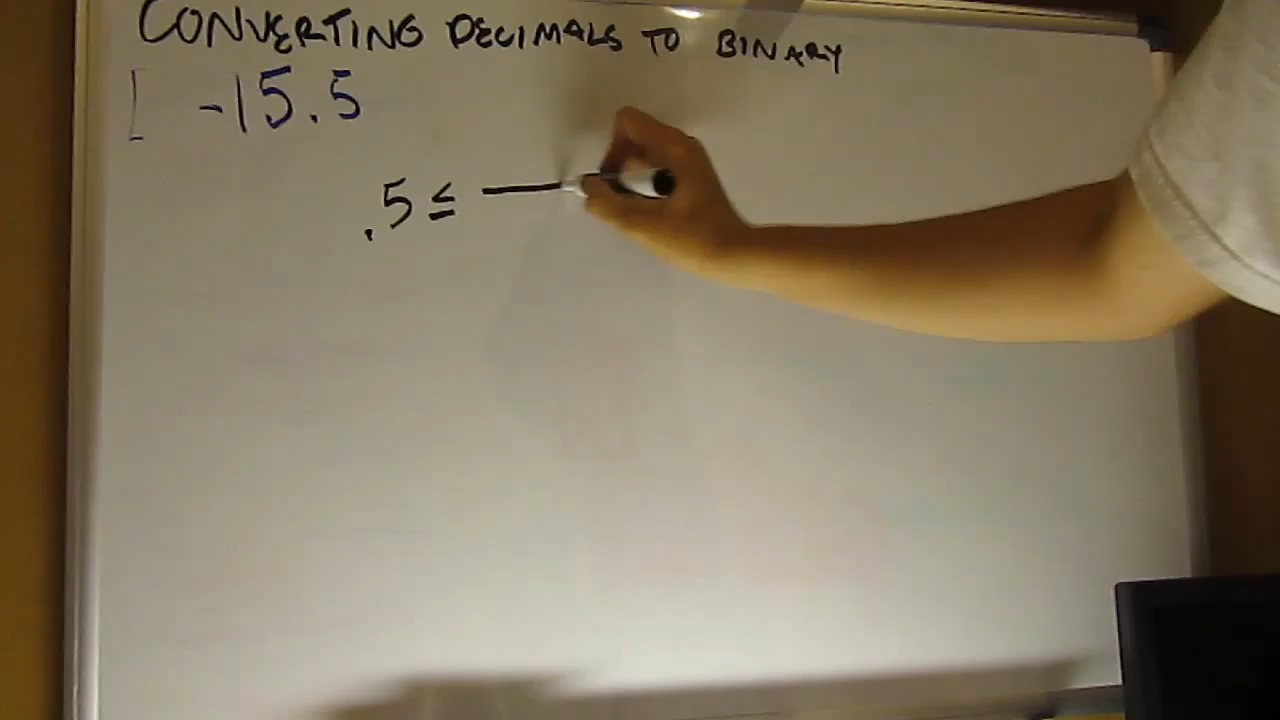 CONVERTING DECIMALS TO BINARY
[ -15.5
.5 ≤ —